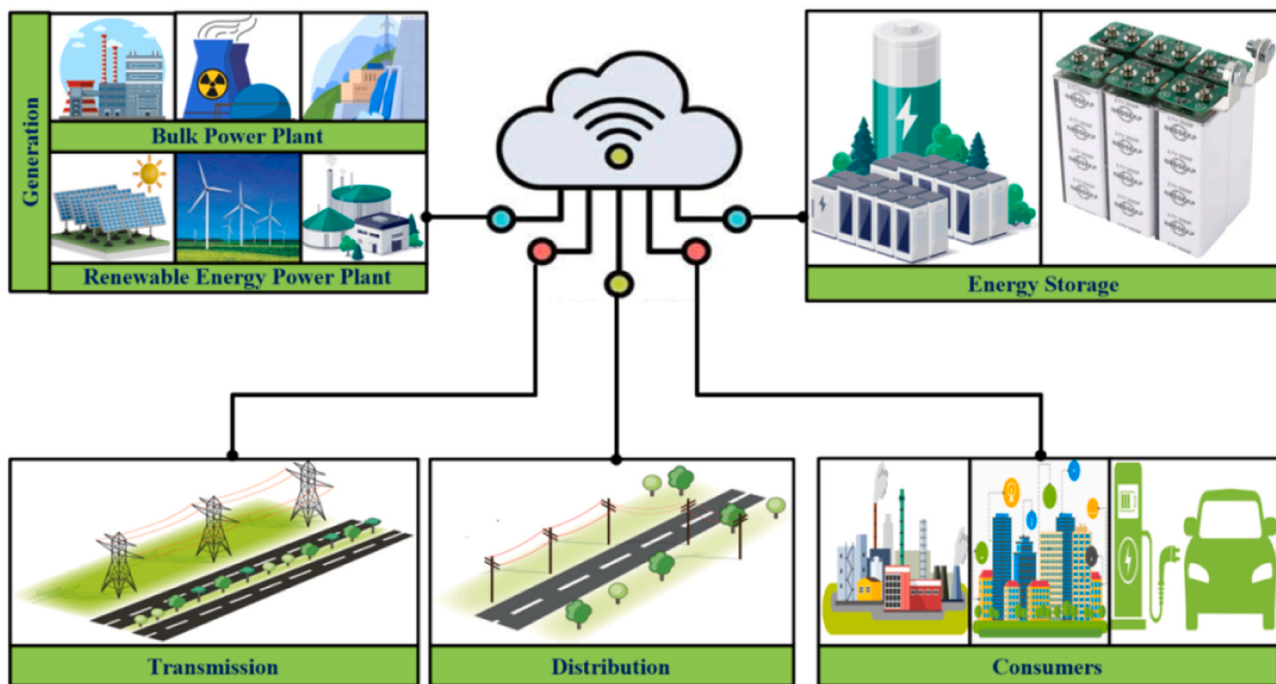 Generation
Bulk Power Plant
Renewable Energy Power Plant
Energy Storage
Transmission
Distribution
Consumers